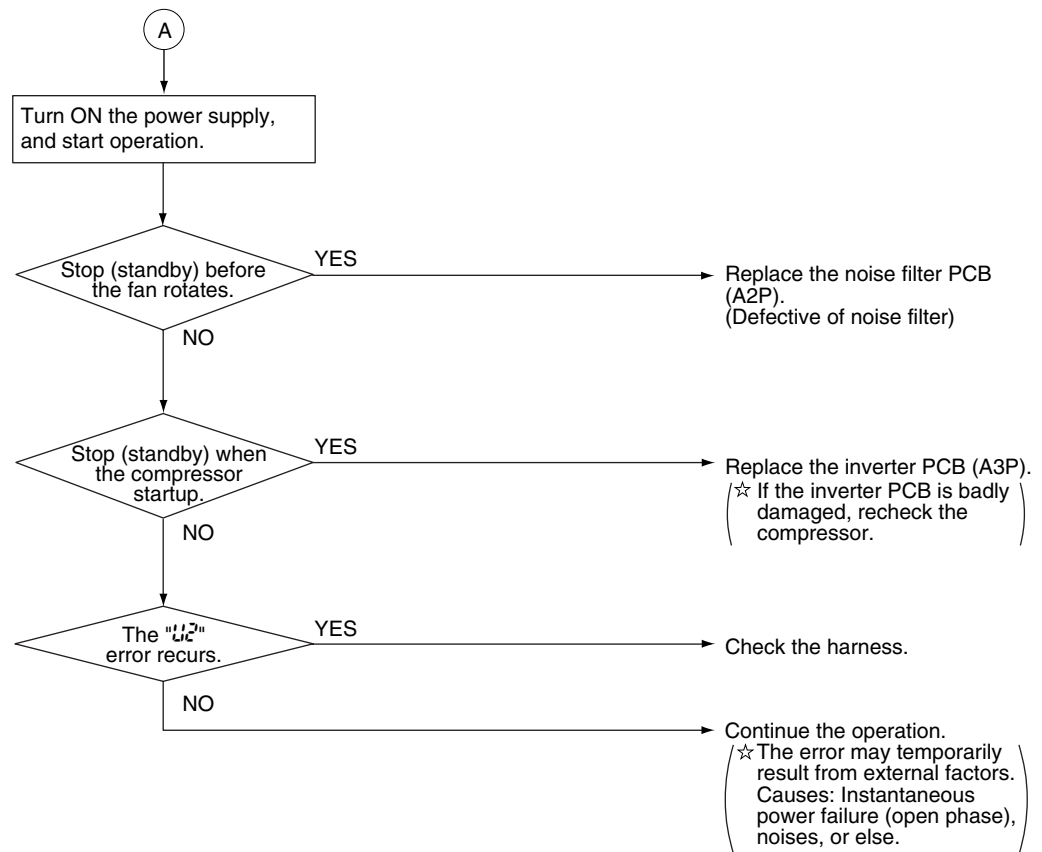 A
Turn ON the power supply,
and start operation.
Stop (standby) before
the fan rotates.
YES
Replace the noise filter PCB
(A2P).
(Defective of noise filter)
NO
Stop (standby) when
the compressor
startup.
YES
Replace the inverter PCB (A3P).
☆ If the inverter PCB is badly
damaged, recheck the
compressor.
NO
The "U2"
error recurs.
YES
Check the harness.
NO
Continue the operation.
☆ The error may temporarily
result from external factors.
Causes: Instantaneous
power failure (open phase),
noises, or else.